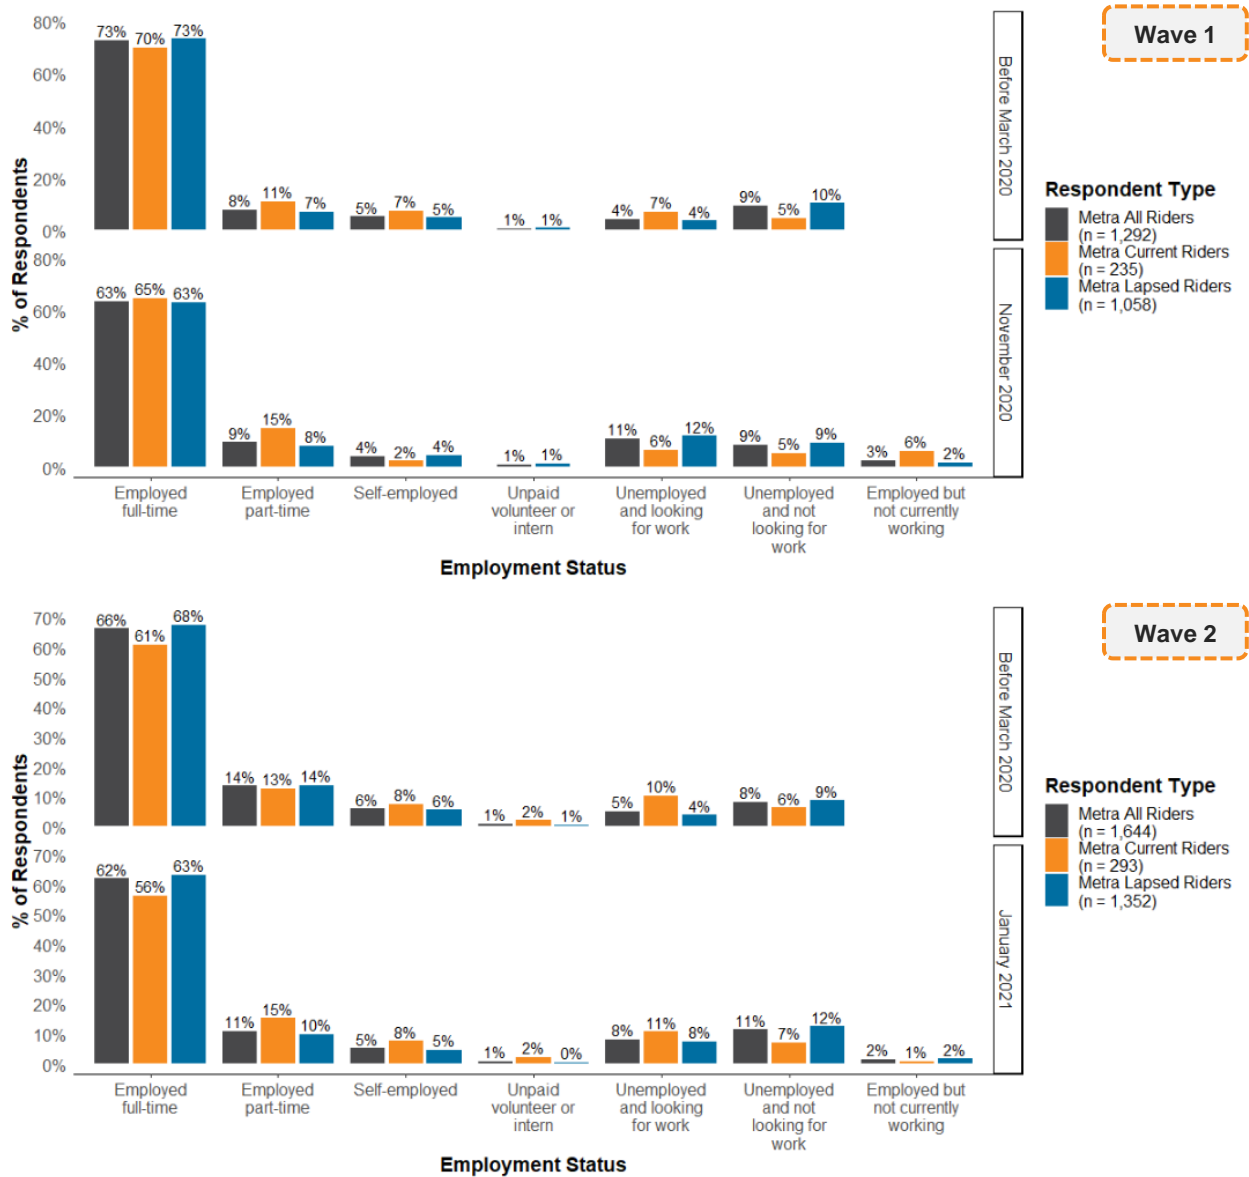 Wave 1
80%
60%
40%
20%
0%
73% 70% 73%
8% 11% 7%
5% 7% 5%
1% 1%
4% 7% 4%
9% 5% 10%
Before March 2020
80%
60%
40%
20%
0%
63% 65% 63%
9% 15% 8%
4% 2% 4%
1% 1%
11% 6% 12%
9% 5% 9%
3% 6% 2%
November 2020
% of Respondents
Employed
full-time
Employed
part-time
Self-employed
Unpaid
volunteer or
intern
Unemployed
and looking
for work
Unemployed
and not
looking for
work
Employed but
not currently
working
Employment Status
Respondent Type
Metra All Riders
(n = 1,292)
Metra Current Riders
(n = 235)
Metra Lapsed Riders
(n = 1,058)
Wave 2
70%
60%
50%
40%
30%
20%
10%
0%
66% 61% 68%
14% 13% 14%
6% 8% 6%
1% 2% 1%
5% 10% 4%
8% 6% 9%
Before March 2020
70%
60%
50%
40%
30%
20%
10%
0%
62% 56% 63%
11% 15% 10%
5% 8% 5%
1% 2% 0%
8% 11% 8%
11% 7% 12%
2% 1% 2%
January 2021
% of Respondents
Employed
full-time
Employed
part-time
Self-employed
Unpaid
volunteer or
intern
Unemployed
and looking
for work
Unemployed
and not
looking for
work
Employed but
not currently
working
Employment Status
Respondent Type
Metra All Riders
(n = 1,644)
Metra Current Riders
(n = 293)
Metra Lapsed Riders
(n = 1,352)